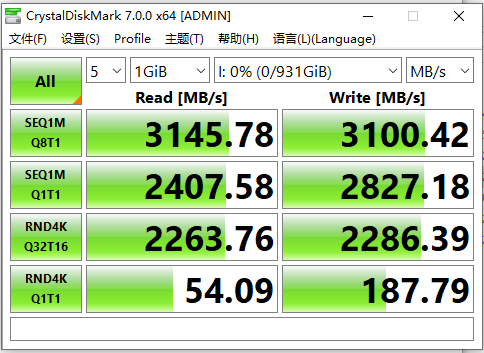 CrystalDiskMark 7.0.0 x64 [ADMIN]
文件(F) 设置(S) Profile 主题(T) 帮助(H) 语言(L)(Language)
All 5 1GiB I: 0% (0/931GiB) MB/s
Read [MB/s] Write [MB/s]
SEQ1M
Q8T1 3145.78 3100.42
SEQ1M
Q1T1 2407.58 2827.18
RND4K
Q32T16 2263.76 2286.39
RND4K
Q1T1 54.09 187.79